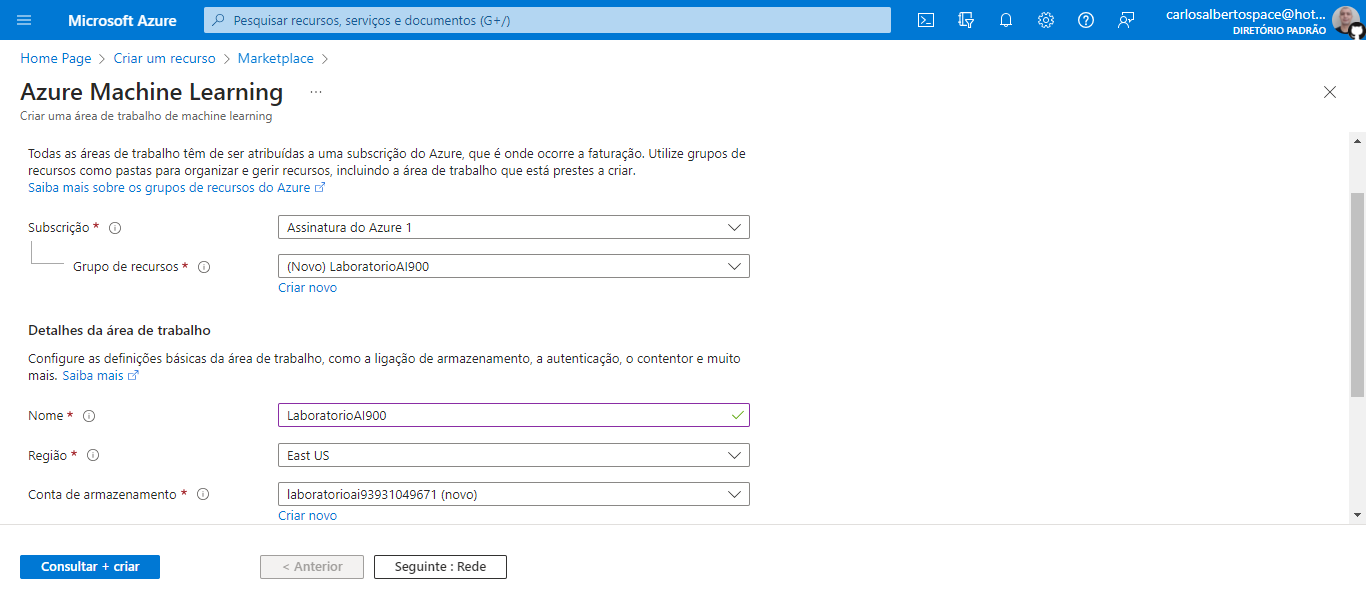 Microsoft Azure
Pesquisar recursos, serviços e documentos (G+/)
carlosalbertospace@hot...
DIRETÓRIO PADRÃO
Home Page > Criar um recurso > Marketplace >
Azure Machine Learning ...
Criar uma área de trabalho de machine learning
Todas as áreas de trabalho têm de ser atribuídas a uma subscrição do Azure, que é onde ocorre a faturação. Utilize grupos de
recursos como pastas para organizar e gerir recursos, incluindo a área de trabalho que está prestes a criar.
Saiba mais sobre os grupos de recursos do Azure
Subscrição *
Assinatura do Azure 1
Grupo de recursos *
(Novo) LaboratorioAI900
Criar novo
Detalhes da área de trabalho
Configure as definições básicas da área de trabalho, como a ligação de armazenamento, a autenticação, o contentor e muito
mais. Saiba mais
Nome *
LaboratorioAI900
Região *
East US
Conta de armazenamento *
laboratorioai93931049671 (novo)
Criar novo
Consultar + criar
< Anterior
Seguinte : Rede